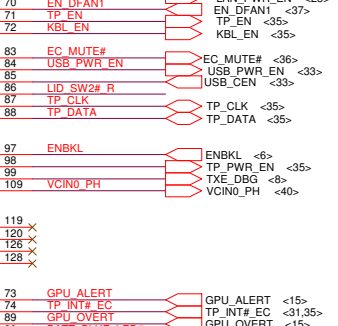 70 EN_DFAN1 EN_DFAN1 <37>
71 TP_EN TP_EN <35>
72 KBL_EN KBL_EN <35>
83 EC_MUTE# EC_MUTE# <36>
84 USB_PWR_EN USB_PWR_EN <33>
85 USB_CEN <33>
86 LID_SW2#_R
87 TP_CLK TP_CLK <35>
88 TP_DATA TP_DATA <35>
97 ENBKL ENBKL <6>
98 TP_PWR_EN <35>
99 TXE_DBG <8>
109 VCIN0_PH VCIN0_PH <40>
119
120
126
128
73 GPU_ALERT GPU_ALERT <15>
74 TP_INT#_EC TP_INT#_EC <31,35>
89 GPU_OVERT GPU_OVERT <15>